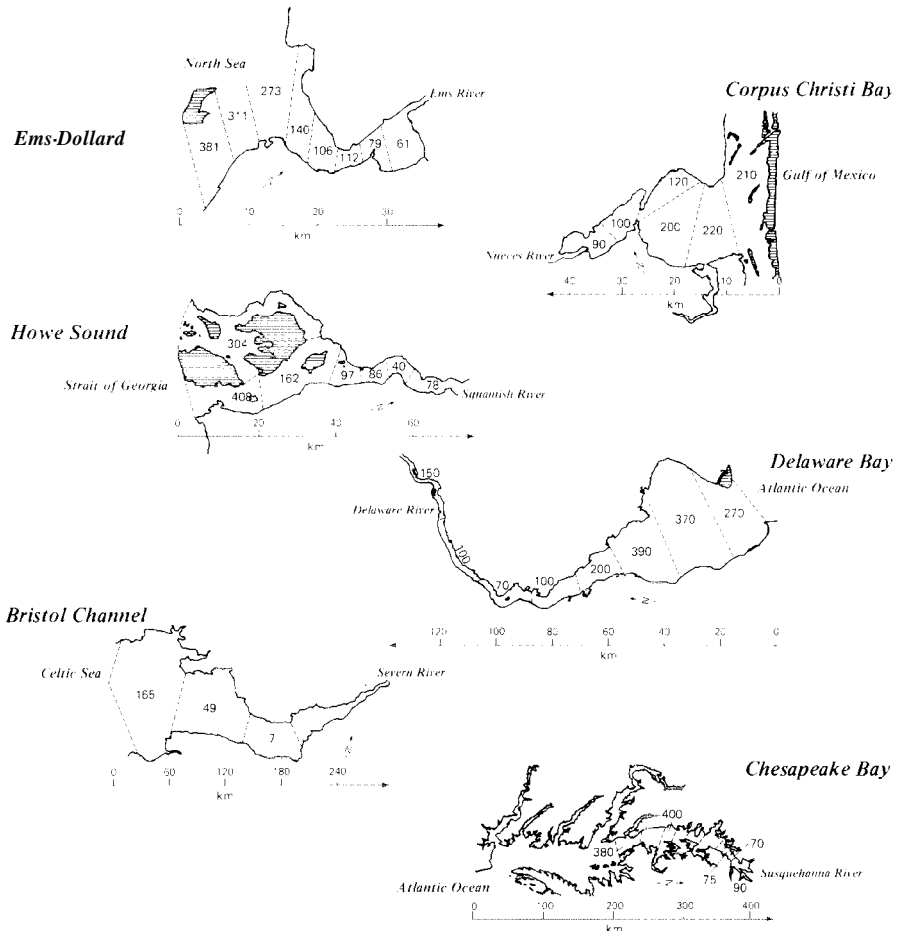 North Sea
273
Ems River
311
Ems-Dollard
140
79
61
106
112
381
0 10 20 30
km
Corpus Christi Bay
210
Gulf of Mexico
120
100
200
220
90
Nueces River
40 30 20 10 0
km
Howe Sound
304
162
40
97
86
78
Strait of Georgia
Squamish River
408
N
0 20 40 60
km
Delaware Bay
150
Atlantic Ocean
Delaware River
370
270
100
390
200
70
100
N
120 100 80 60 40 20 0
km
Bristol Channel
Celtic Sea
Severn River
165
49
7
N
0 60 120 180 240
km
Chesapeake Bay
400
70
380
Susquehanna River
75
N
90
Atlantic Ocean
0 100 200 300 400
km